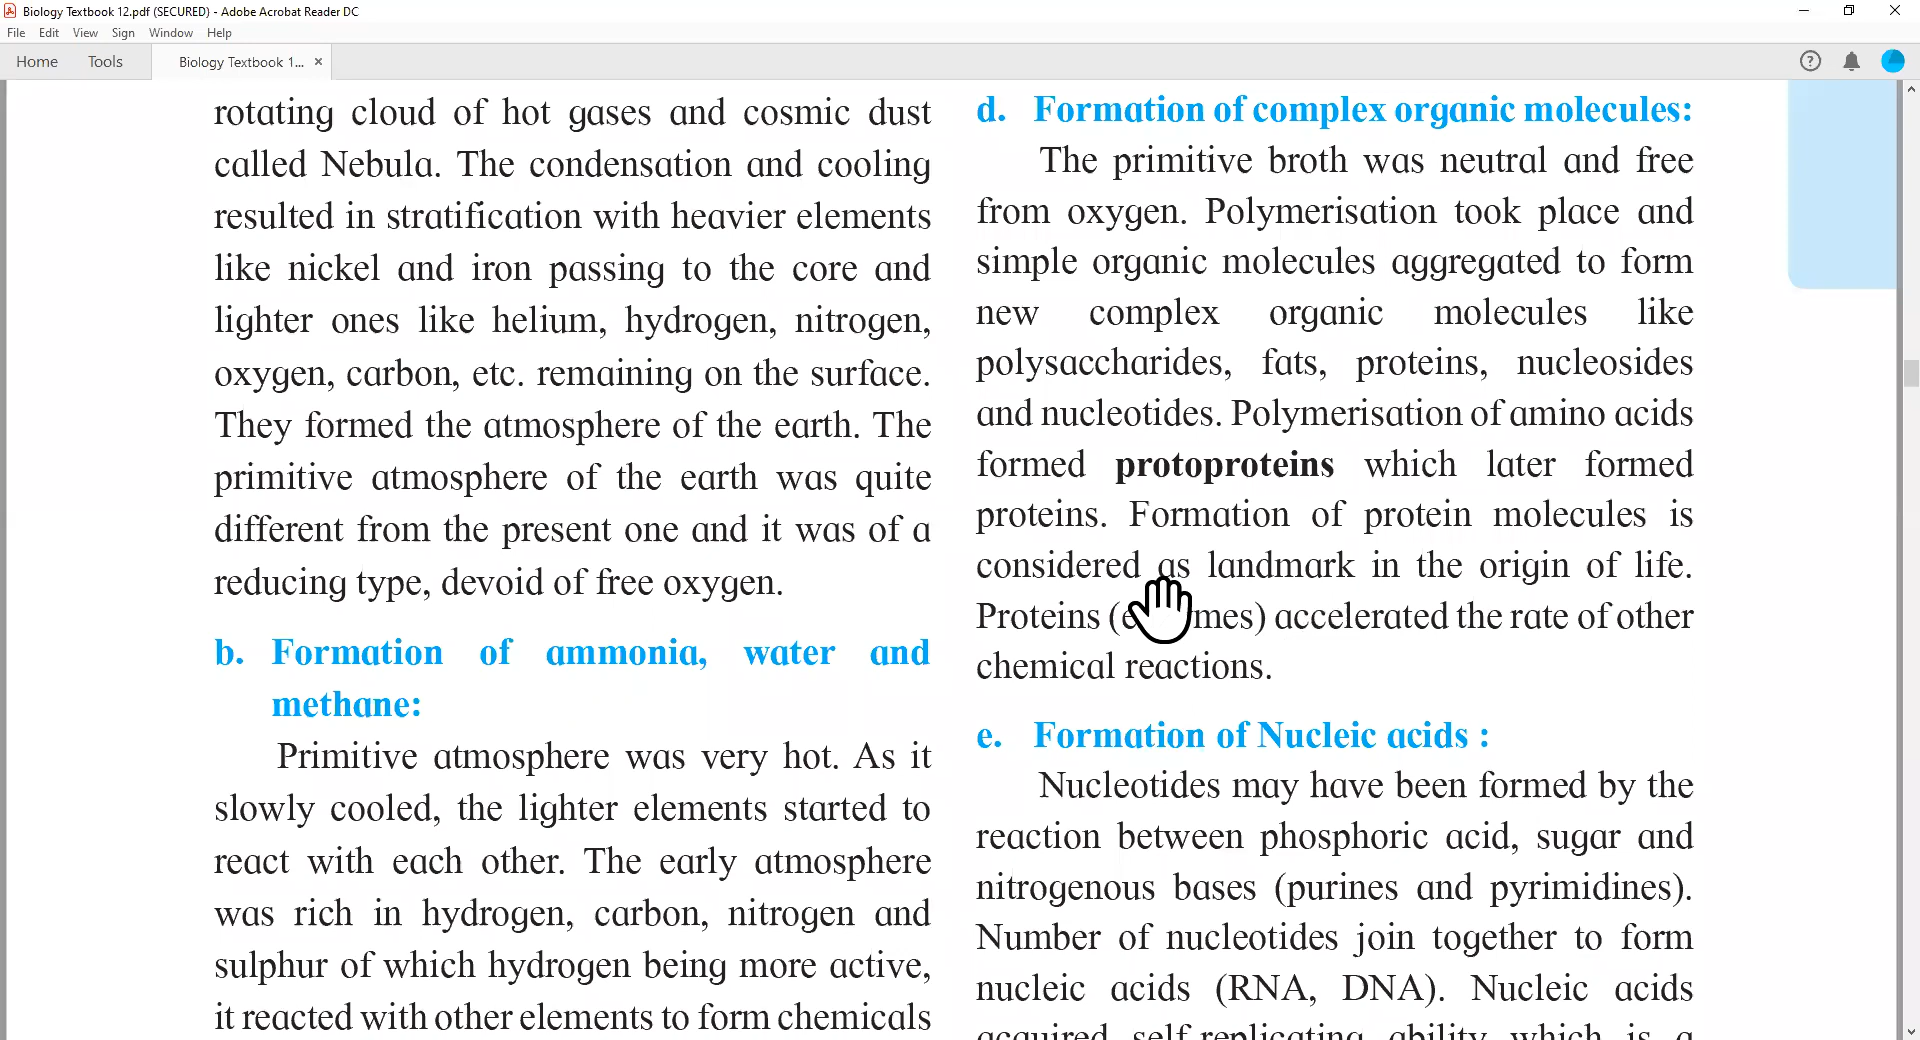 Biology Textbook 12.pdf (SECURED) - Adobe Acrobat Reader DC
File Edit View Sign Window Help
Home Tools Biology Textbook 1... ×
rotating cloud of hot gases and cosmic dust
called Nebula. The condensation and cooling
resulted in stratification with heavier elements
like nickel and iron passing to the core and
lighter ones like helium, hydrogen, nitrogen,
oxygen, carbon, etc. remaining on the surface.
They formed the atmosphere of the earth. The
primitive atmosphere of the earth was quite
different from the present one and it was of a
reducing type, devoid of free oxygen.
b. Formation of ammonia, water and
methane:
Primitive atmosphere was very hot. As it
slowly cooled, the lighter elements started to
react with each other. The early atmosphere
was rich in hydrogen, carbon, nitrogen and
sulphur of which hydrogen being more active,
it reacted with other elements to form chemicals
d. Formation of complex organic molecules:
The primitive broth was neutral and free
from oxygen. Polymerisation took place and
simple organic molecules aggregated to form
new complex organic molecules like
polysaccharides, fats, proteins, nucleosides
and nucleotides. Polymerisation of amino acids
formed protoproteins which later formed
proteins. Formation of protein molecules is
considered as landmark in the origin of life.
Proteins accelerated the rate of other
chemical reactions.
e. Formation of Nucleic acids :
Nucleotides may have been formed by the
reaction between phosphoric acid, sugar and
nitrogenous bases (purines and pyrimidines).
Number of nucleotides join together to form
nucleic acids (RNA, DNA). Nucleic acids
acquired self-replicating ability which is a